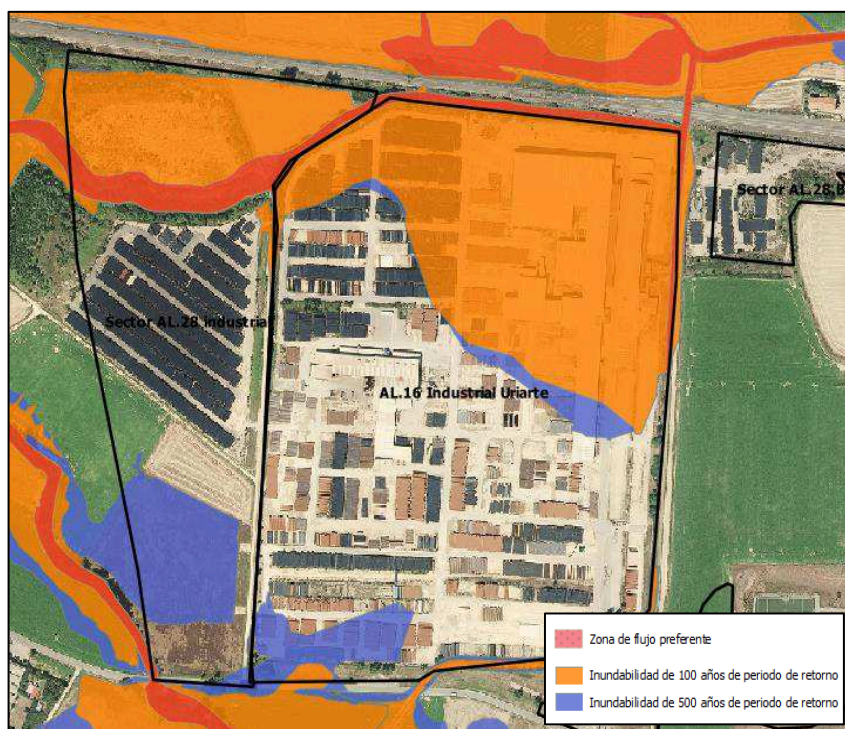 Sector AL.28.B
Sector AL.28 industrial
AL.16 Industrial Uriarte
Zona de flujo preferente
Inundabilidad de 100 años de periodo de retorno
Inundabilidad de 500 años de periodo de retorno